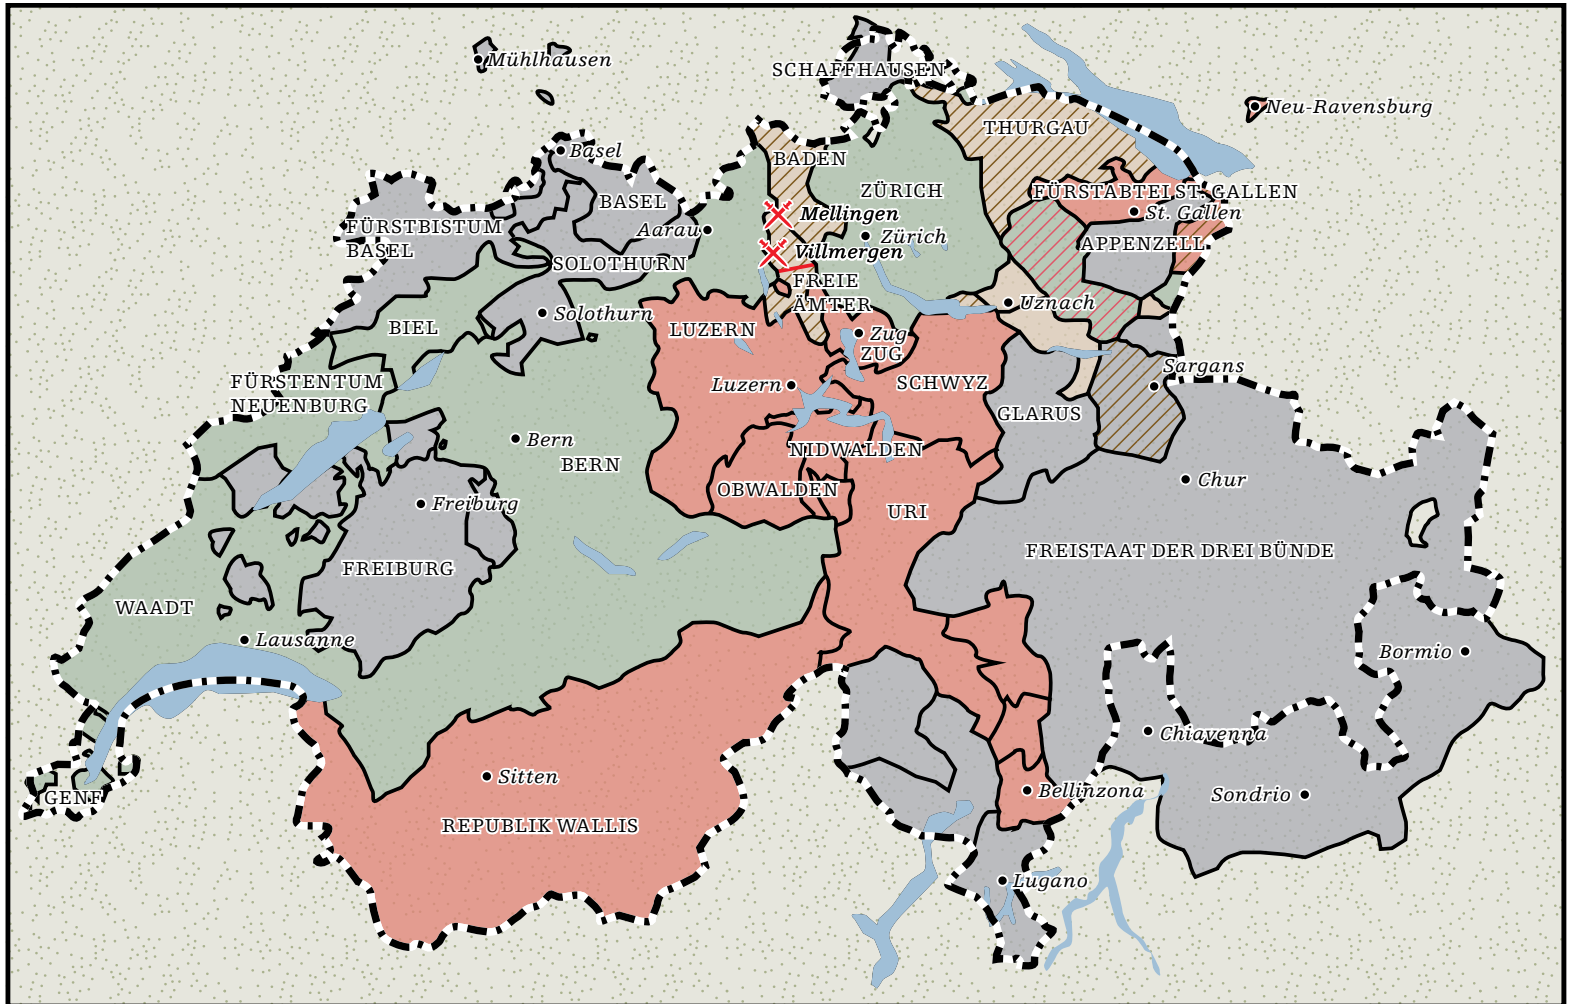 Mühlhausen
SCHAFFHAUSEN
Neu-Ravensburg
THURGAU
Basel
BADEN
ZÜRICH
FÜRSTABTEI ST. GALLEN
BASEL
Mellingen
St. Gallen
FÜRSTBISTUM
BASEL
Aarau
Zürich
APPENZELL
Villmergen
SOLOTHURN
FREIE
ÄMTER
Uznach
Solothurn
BIEL
LUZERN
Zug
ZUG
Sargans
FÜRSTENTUM
NEUENBURG
Luzern
SCHWYZ
GLARUS
Bern
NIDWALDEN
BERN
Chur
OBWALDEN
Freiburg
URI
FREISTAAT DER DREI BÜNDE
FREIBURG
WAADT
Lausanne
Bormio
Chiavenna
Sitten
Bellinzona
Sondrio
GENF
REPUBLIK WALLIS
Lugano